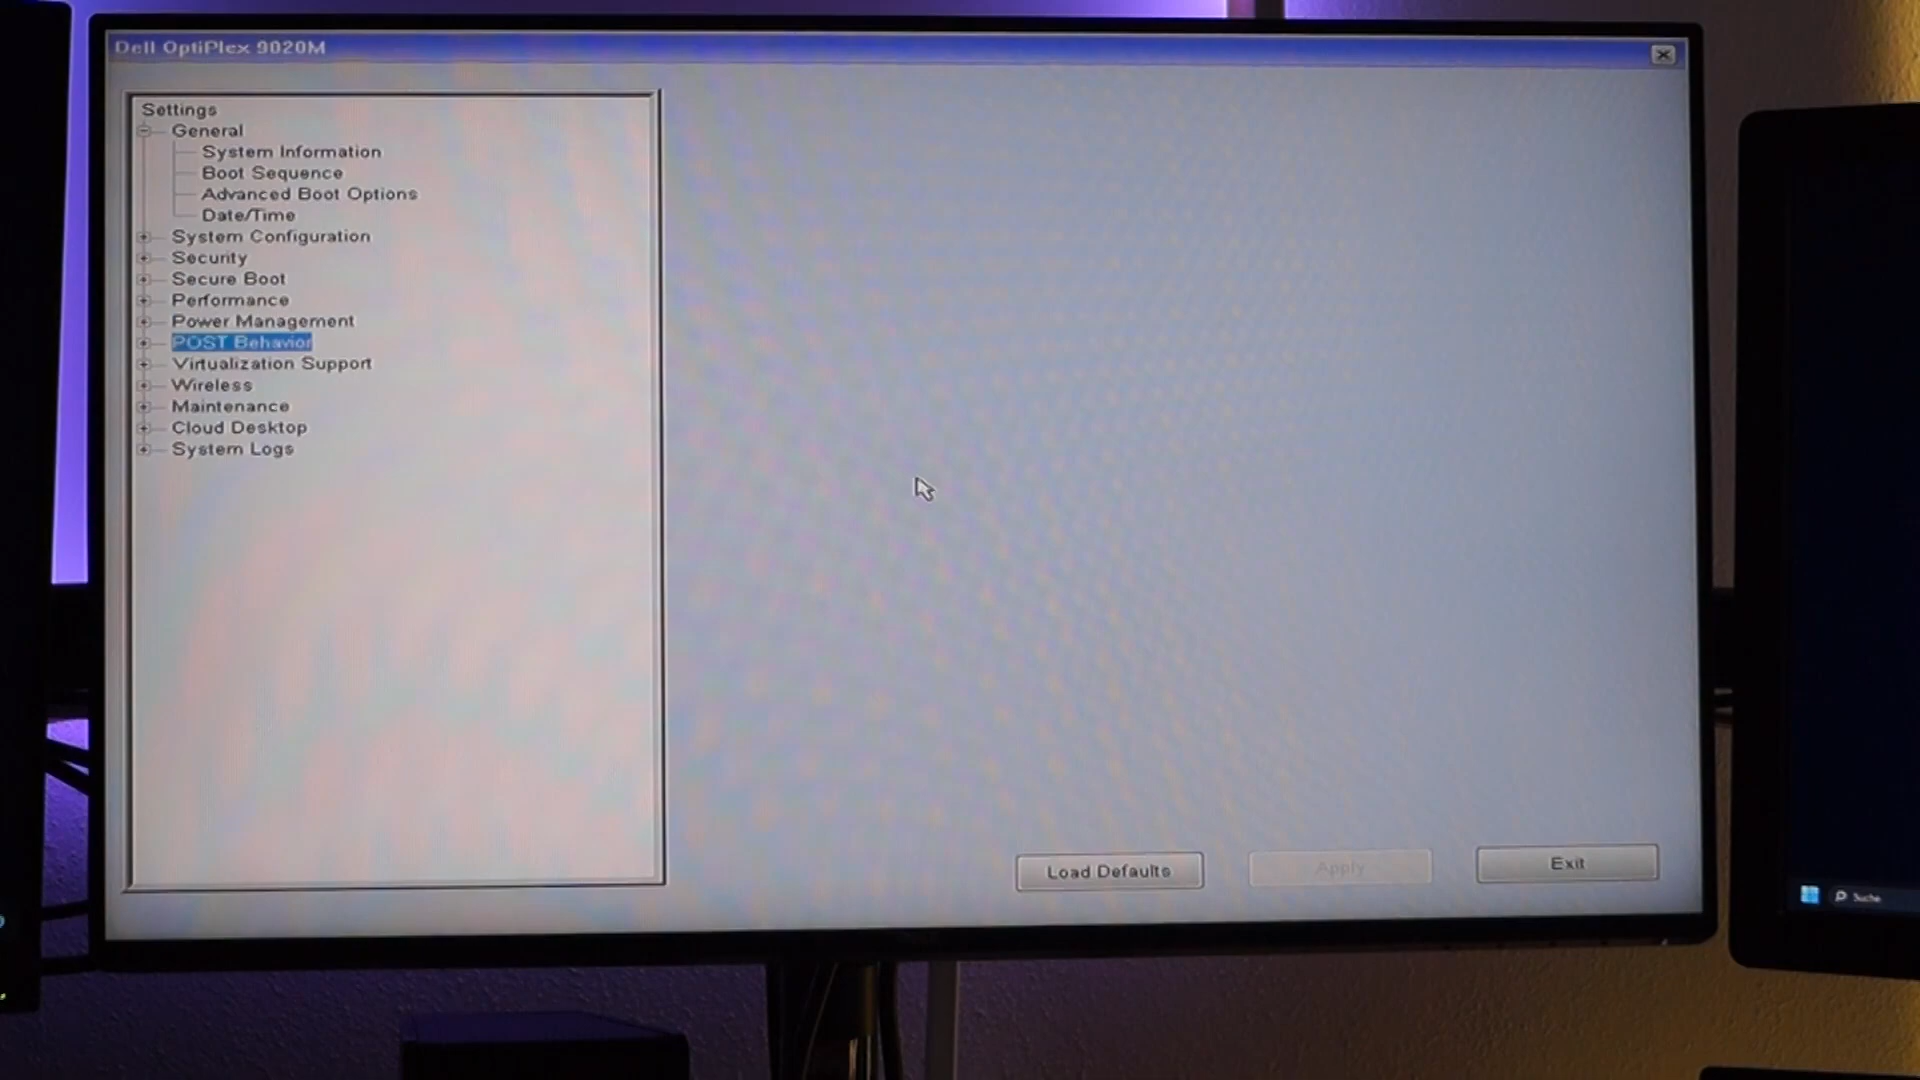 Dell OptiPlex 9020M
Settings
General
System Information
Boot Sequence
Advanced Boot Options
Date/Time
System Configuration
Security
Secure Boot
Performance
Power Management
POST Behavior
Virtualization Support
Wireless
Maintenance
Cloud Desktop
System Logs
Load Defaults
Apply
Exit
Suche